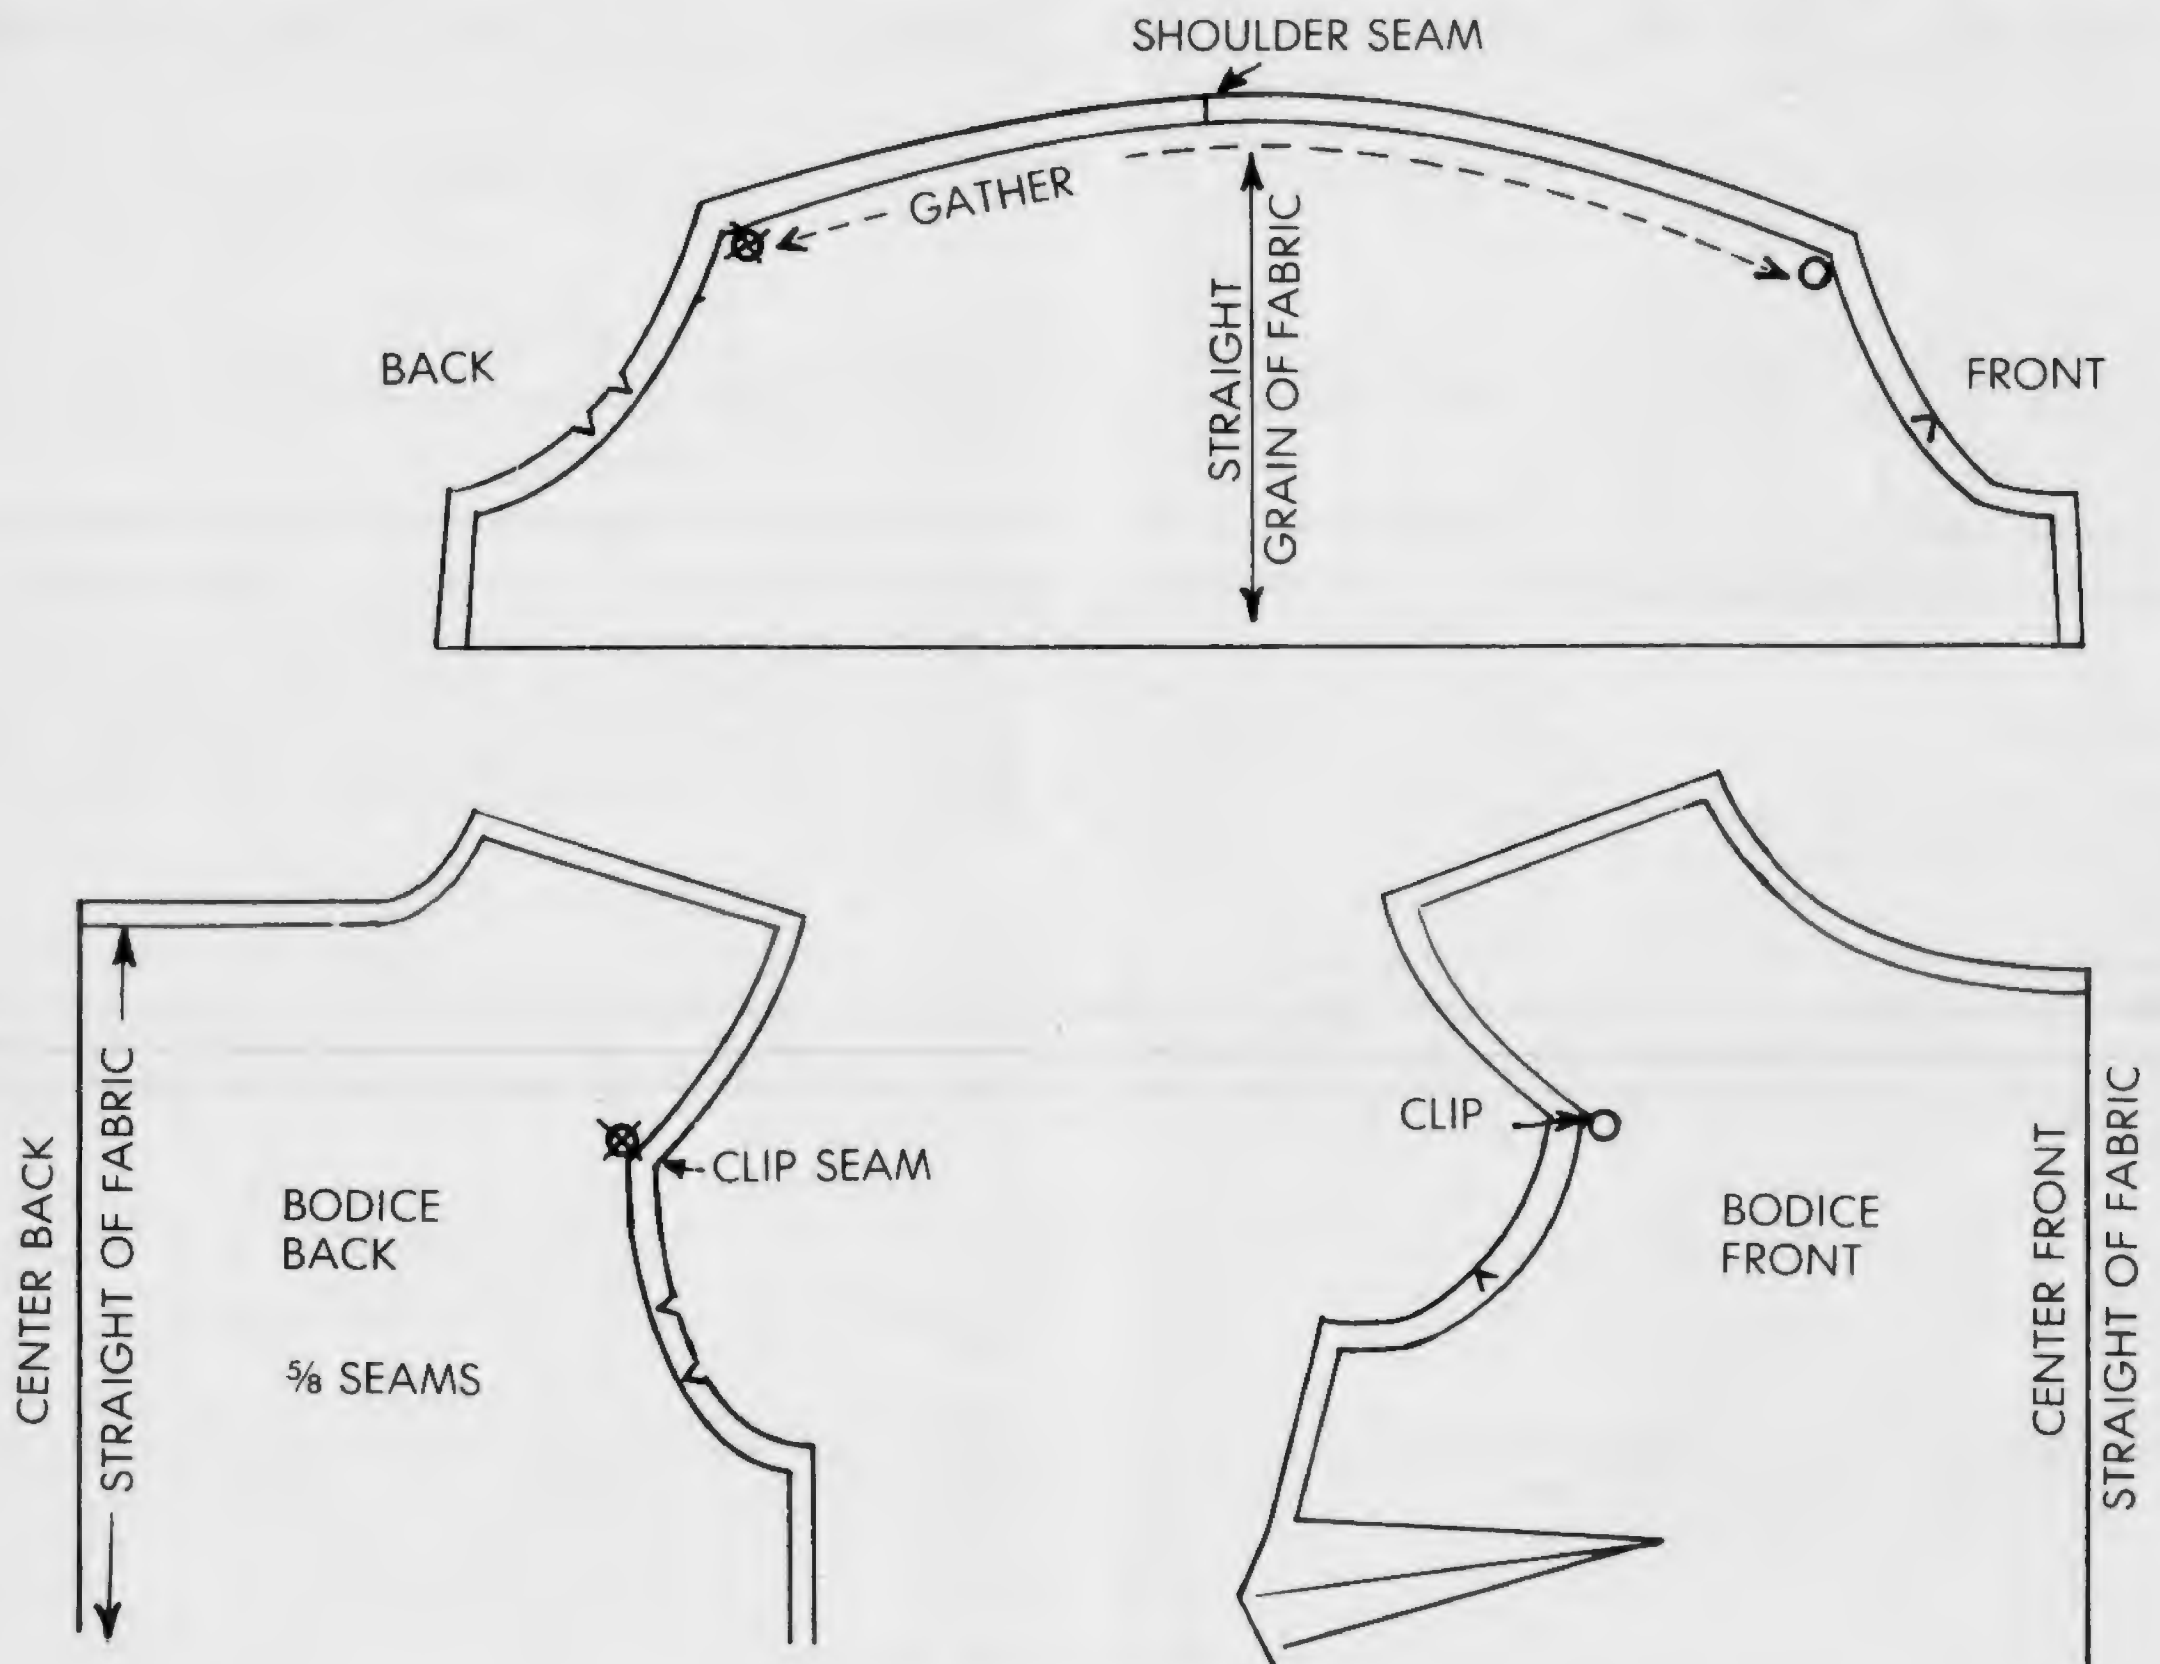 SHOULDER SEAM
GATHER
BACK
STRAIGHT
GRAIN OF FABRIC
FRONT
CENTER BACK
STRAIGHT OF FABRIC
BODICE
BACK
⅝ SEAMS
CLIP SEAM
CLIP
BODICE
FRONT
CENTER FRONT
STRAIGHT OF FABRIC